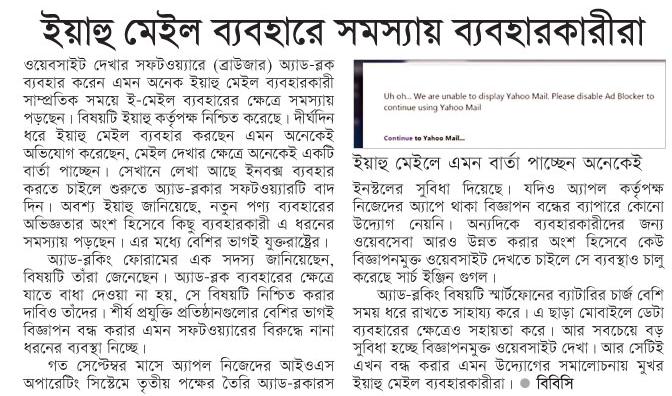 ইয়াহু মেইল ব্যবহারে সমস্যায় ব্যবহারকারীরা
ওয়েবসাইট দেখার সফটওয়্যারে (ব্রাউজার) অ্যাড-ব্লক
ব্যবহার করেন এমন অনেক ইয়াহু মেইল ব্যবহারকারী
সাম্প্রতিক সময়ে ই-মেইল ব্যবহারের ক্ষেত্রে সমস্যায়
পড়ছেন। বিষয়টি ইয়াহু কর্তৃপক্ষ নিশ্চিত করেছে। দীর্ঘদিন
ধরে ইয়াহু মেইল ব্যবহার করছেন এমন অনেকেই
অভিযোগ করেছেন, মেইল দেখার ক্ষেত্রে অনেকেই একটি
বার্তা পাচ্ছেন। সেখানে লেখা আছে ইনবক্স ব্যবহার
করতে চাইলে শুরুতে অ্যাড-ব্লকার সফটওয়্যারটি বাদ
দিন। অবশ্য ইয়াহু জানিয়েছে, নতুন পণ্য ব্যবহারের
অভিজ্ঞতার অংশ হিসেবে কিছু ব্যবহারকারী এ ধরনের
সমস্যায় পড়ছেন। এর মধ্যে বেশির ভাগই যুক্তরাষ্ট্রের।
অ্যাড-ব্লকিং ফোরামের এক সদস্য জানিয়েছেন,
বিষয়টি তাঁরা জেনেছেন। অ্যাড-ব্লক ব্যবহারের ক্ষেত্রে
যাতে বাধা দেওয়া না হয়, সে বিষয়টি নিশ্চিত করার
দাবিও তাঁদের। শীর্ষ প্রযুক্তি প্রতিষ্ঠানগুলোর বেশির ভাগই
বিজ্ঞাপন বন্ধ করার এমন সফটওয়্যারের বিরুদ্ধে নানা
ধরনের ব্যবস্থা নিচ্ছে।
গত সেপ্টেম্বর মাসে অ্যাপল নিজেদের আইওএস
অপারেটিং সিস্টেমে তৃতীয় পক্ষের তৈরি অ্যাড-ব্লকারস
Uh oh... We are unable to display Yahoo Mail. Please disable Ad Blocker to
continue using Yahoo Mail
Continue to Yahoo Mail...
ইয়াহু মেইলে এমন বার্তা পাচ্ছেন অনেকেই
ইনস্টলের সুবিধা দিয়েছে। যদিও অ্যাপল কর্তৃপক্ষ
নিজেদের অ্যাপে থাকা বিজ্ঞাপন বন্ধের ব্যাপারে কোনো
উদ্যোগ নেয়নি। অন্যদিকে ব্যবহারকারীদের জন্য
ওয়েবসেবা আরও উন্নত করার অংশ হিসেবে কেউ
বিজ্ঞাপনমুক্ত ওয়েবসাইট দেখতে চাইলে সে ব্যবস্থাও চালু
করেছে সার্চ ইঞ্জিন গুগল।
অ্যাড-ব্লকিং বিষয়টি স্মার্টফোনের ব্যাটারির চার্জ বেশি
সময় ধরে রাখতে সাহায্য করে। এ ছাড়া মোবাইলে ডেটা
ব্যবহারের ক্ষেত্রেও সহায়তা করে। আর সবচেয়ে বড়
সুবিধা হচ্ছে বিজ্ঞাপনমুক্ত ওয়েবসাইট দেখা। আর সেটিই
এখন বন্ধ করার এমন উদ্যোগের সমালোচনায় মুখর
ইয়াহু মেইল ব্যবহারকারীরা। ● বিবিসি